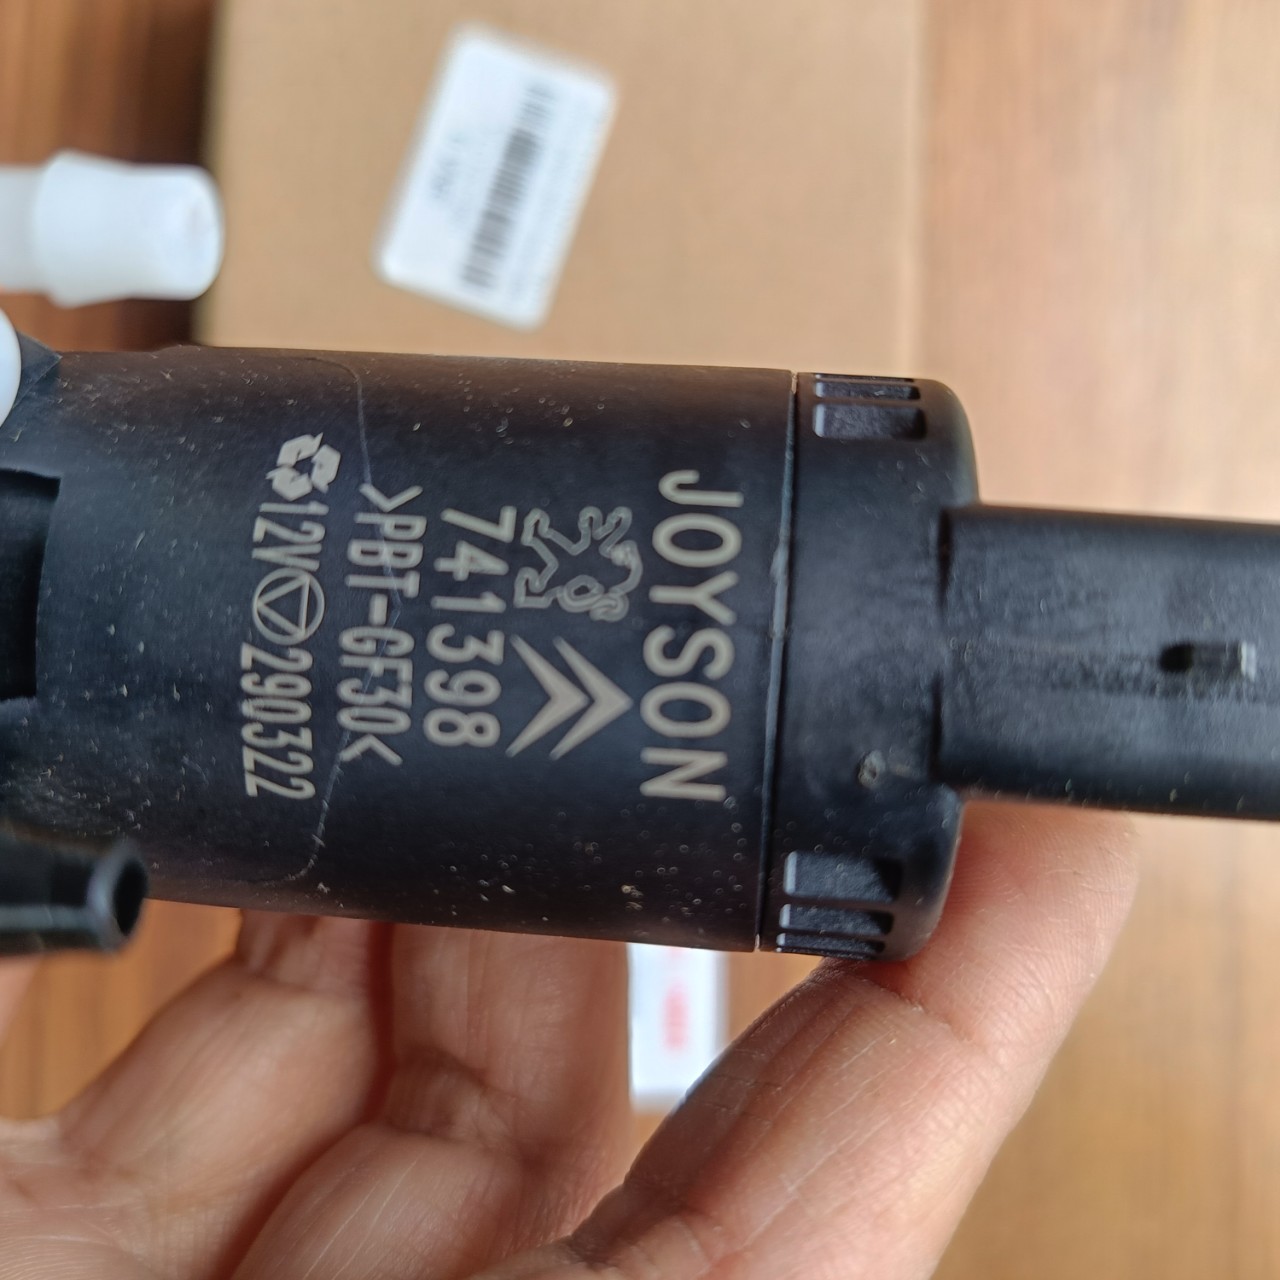 JOYSON
741398
>PBT-GF30<
12V 290322